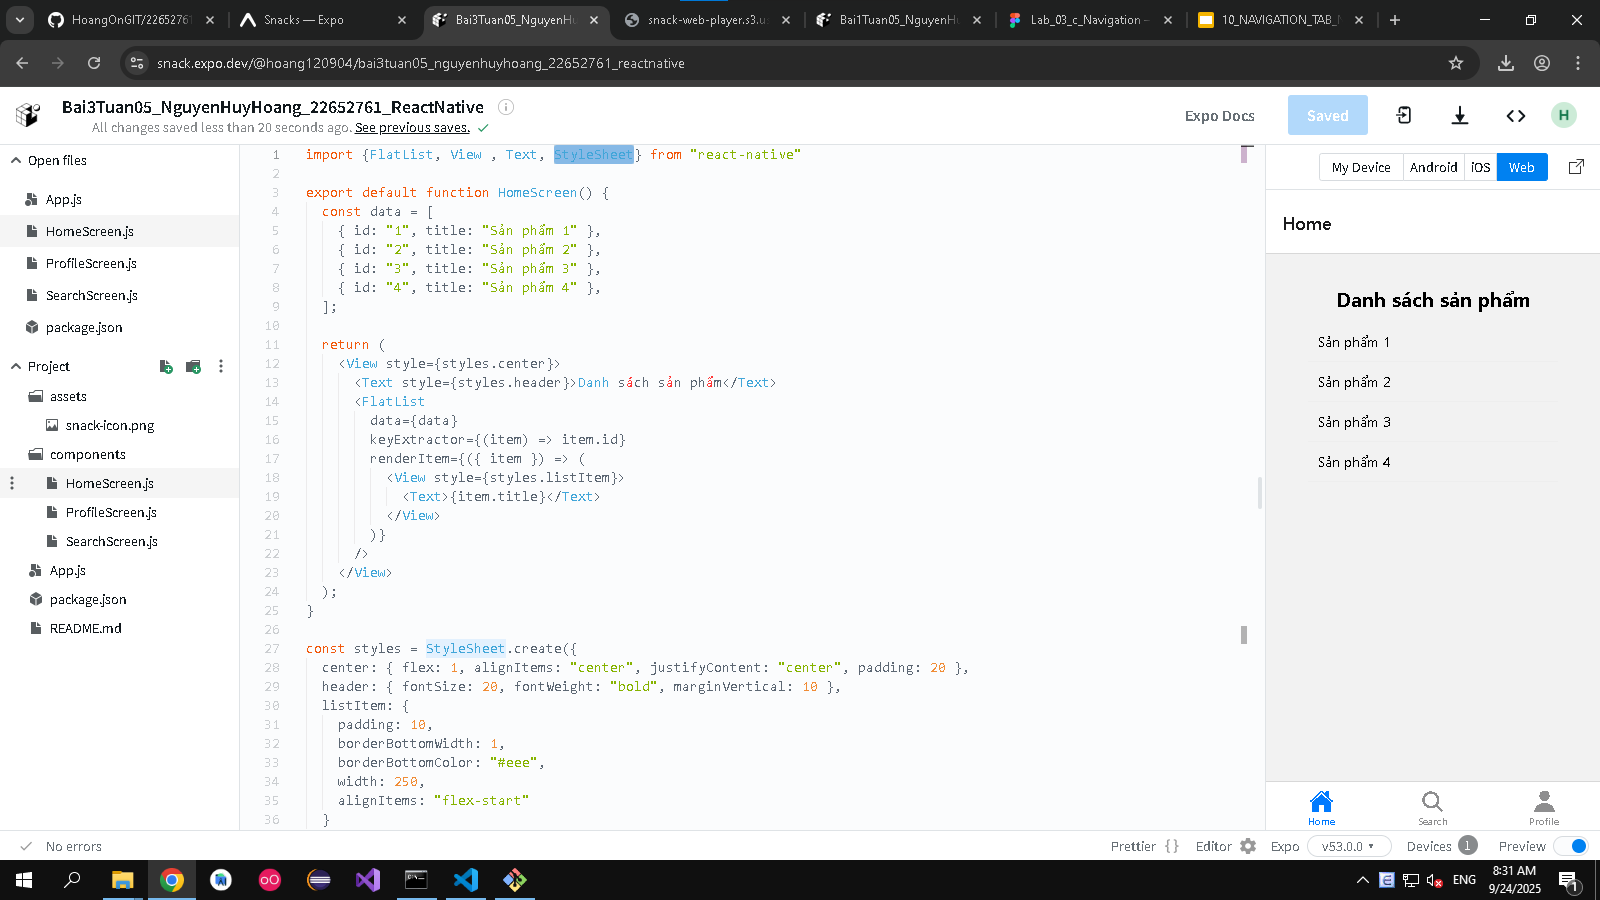 HoangOnGIT/22652761
Snacks — Expo
Bai3Tuan05_NguyenHu
snack-web-player.s3.us
Bai1Tuan05_NguyenHu
Lab_03_c_Navigation –
10_NAVIGATION_TAB_
snack.expo.dev/@hoang120904/bai3tuan05_nguyenhuyhoang_22652761_reactnative
Bai3Tuan05_NguyenHuyHoang_22652761_ReactNative
All changes saved less than 20 seconds ago. See previous saves.
Expo Docs
Saved
H
Open files
App.js
HomeScreen.js
ProfileScreen.js
SearchScreen.js
package.json
Project
assets
snack-icon.png
components
HomeScreen.js
ProfileScreen.js
SearchScreen.js
App.js
package.json
README.md
1 import {FlatList, View , Text, StyleSheet} from "react-native"
2
3 export default function HomeScreen() {
4 const data = [
5 { id: "1", title: "Sản phẩm 1" },
6 { id: "2", title: "Sản phẩm 2" },
7 { id: "3", title: "Sản phẩm 3" },
8 { id: "4", title: "Sản phẩm 4" },
9 ];
10
11 return (
12 <View style={styles.center}>
13 <Text style={styles.header}>Danh sách sản phẩm</Text>
14 <FlatList
15 data={data}
16 keyExtractor={(item) => item.id}
17 renderItem={({ item }) => (
18 <View style={styles.listItem}>
19 <Text>{item.title}</Text>
20 </View>
21 )}
22 />
23 </View>
24 );
25 }
26
27 const styles = StyleSheet.create({
28 center: { flex: 1, alignItems: "center", justifyContent: "center", padding: 20 },
29 header: { fontSize: 20, fontWeight: "bold", marginVertical: 10 },
30 listItem: {
31 padding: 10,
32 borderBottomWidth: 1,
33 borderBottomColor: "#eee",
34 width: 250,
35 alignItems: "flex-start"
36 }
My Device
Android
iOS
Web
Home
Danh sách sản phẩm
Sản phẩm 1
Sản phẩm 2
Sản phẩm 3
Sản phẩm 4
Home
Search
Profile
No errors
Prettier { }
Editor
Expo
v53.0.0
Devices 1
Preview
ENG
8:31 AM
9/24/2025
1